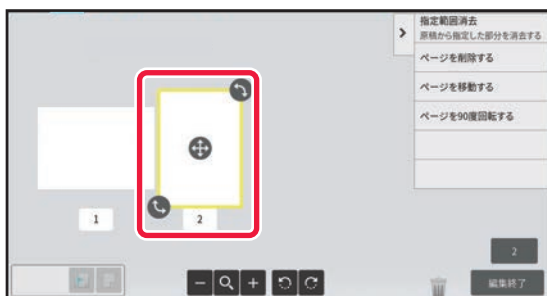 指定範囲消去
原稿から指定した部分を消去する
ページを削除する
ページを移動する
ページを90度回転する
1
2
2
編集終了